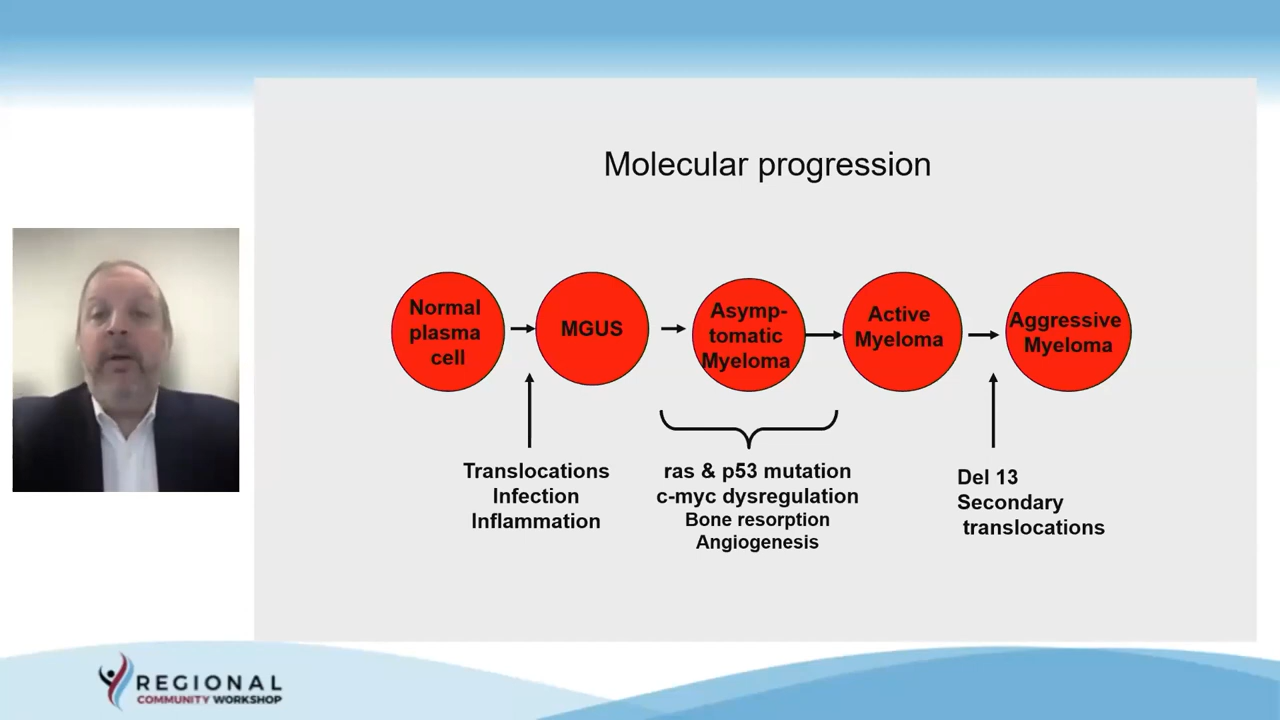 Molecular progression
Normal
plasma
cell
MGUS
Asymp-
tomatic
Myeloma
Active
Myeloma
Aggressive
Myeloma
Translocations
Infection
Inflammation
ras & p53 mutation
c-myc dysregulation
Bone resorption
Angiogenesis
Del 13
Secondary
translocations
REGIONAL
COMMUNITY WORKSHOP